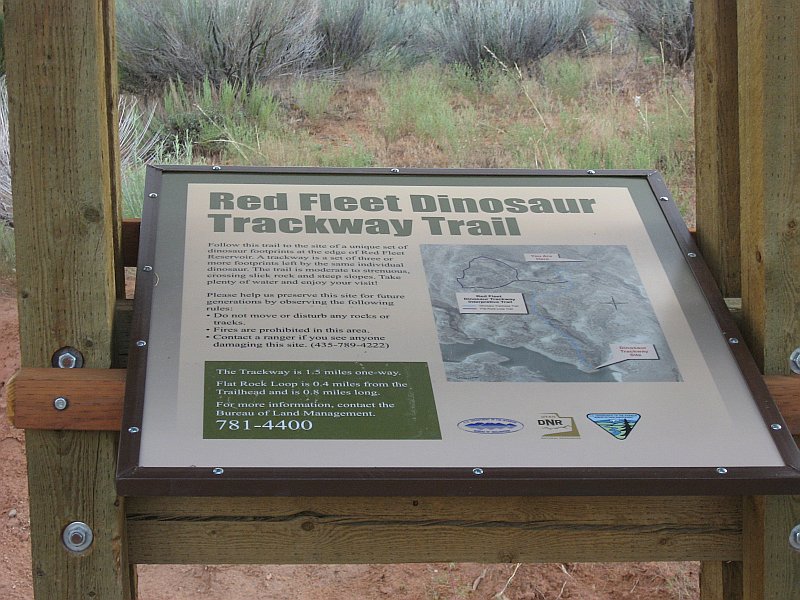 Red Fleet Dinosaur
Trackway Trail
Follow this trail to the site of a unique set of
dinosaur footprints at the edge of Red Fleet
Reservoir. A trackway is a set of three or
more footprints left by the same individual
dinosaur. The trail is moderate to strenuous,
crossing slick rock and steep slopes. Take
plenty of water and enjoy your visit!
Please help us preserve this site for future
generations by observing the following
rules:
• Do not move or disturb any rocks or
tracks.
• Fires are prohibited in this area.
• Contact a ranger if you see anyone
damaging this site. (435-789-4222)
The Trackway is 1.5 miles one-way.
Flat Rock Loop is 0.4 miles from the
Trailhead and is 0.8 miles long.
For more information, contact the
Bureau of Land Management.
781-4400
You Are
Here
Red Fleet
Dinosaur Trackway
Interpretive Trail
Dinosaur
Trackway
Site
DNR